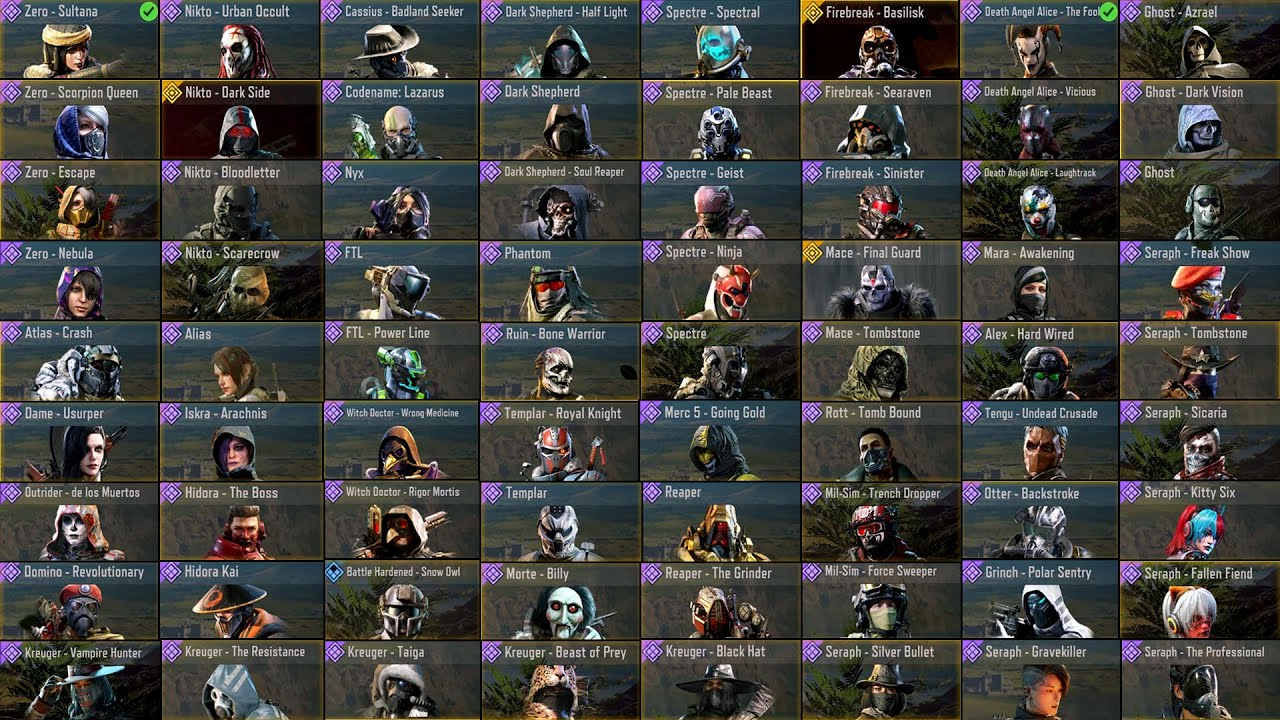 Zero - Sultana
Nikto - Urban Occult
Cassius - Badland Seeker
Dark Shepherd - Half Light
Spectre - Spectral
Firebreak - Basilisk
Death Angel Alice - The Foo
Ghost - Azrael
Zero - Scorpion Queen
Nikto - Dark Side
Codename: Lazarus
Dark Shepherd
Spectre - Pale Beast
Firebreak - Searaven
Death Angel Alice - Vicious
Ghost - Dark Vision
Zero - Escape
Nikto - Bloodletter
Nyx
Dark Shepherd - Soul Reaper
Spectre - Geist
Firebreak - Sinister
Death Angel Alice - Laughtrack
Ghost
Zero - Nebula
Nikto - Scarecrow
FTL
Phantom
Spectre - Ninja
Mace - Final Guard
Mara - Awakening
Seraph - Freak Show
Atlas - Crash
Alias
FTL - Power Line
Ruin - Bone Warrior
Spectre
Mace - Tombstone
Alex - Hard Wired
Seraph - Tombstone
Dame - Usurper
Iskra - Arachnis
Witch Doctor - Wrong Medicine
Templar - Royal Knight
Merc 5 - Going Gold
Rott - Tomb Bound
Tengu - Undead Crusade
Seraph - Sicaria
Outrider - de los Muertos
Hidora - The Boss
Witch Doctor - Rigor Mortis
Templar
Reaper
Mil-Sim - Trench Dropper
Otter - Backstroke
Seraph - Kitty Six
Domino - Revolutionary
Hidora Kai
Battle Hardened - Snow Owl
Morte - Billy
Reaper - The Grinder
Mil-Sim - Force Sweeper
Grinch - Polar Sentry
Seraph - Fallen Fiend
Kreuger - Vampire Hunter
Kreuger - The Resistance
Kreuger - Taiga
Kreuger - Beast of Prey
Kreuger - Black Hat
Seraph - Silver Bullet
Seraph - Gravekiller
Seraph - The Professional